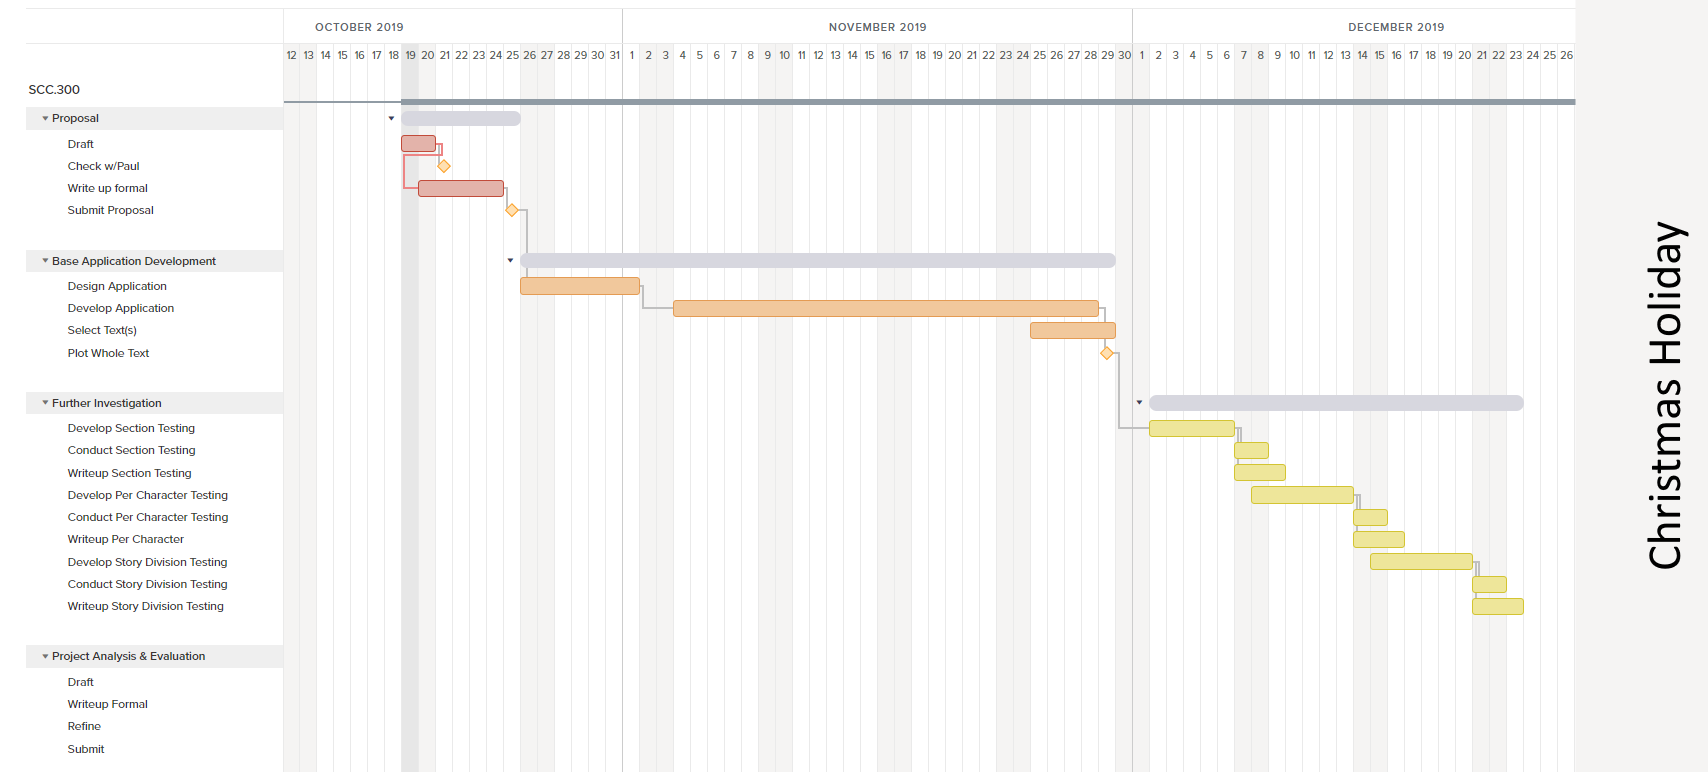 OCTOBER 2019 NOVEMBER 2019 DECEMBER 2019
12 13 14 15 16 17 18 19 20 21 22 23 24 25 26 27 28 29 30 31 1 2 3 4 5 6 7 8 9 10 11 12 13 14 15 16 17 18 19 20 21 22 23 24 25 26 27 28 29 30 1 2 3 4 5 6 7 8 9 10 11 12 13 14 15 16 17 18 19 20 21 22 23 24 25 26
SCC.300
Proposal
Draft
Check w/Paul
Write up formal
Submit Proposal
Base Application Development
Design Application
Develop Application
Select Text(s)
Plot Whole Text
Further Investigation
Develop Section Testing
Conduct Section Testing
Writeup Section Testing
Develop Per Character Testing
Conduct Per Character Testing
Writeup Per Character
Develop Story Division Testing
Conduct Story Division Testing
Writeup Story Division Testing
Project Analysis & Evaluation
Draft
Writeup Formal
Refine
Submit
Christmas Holiday